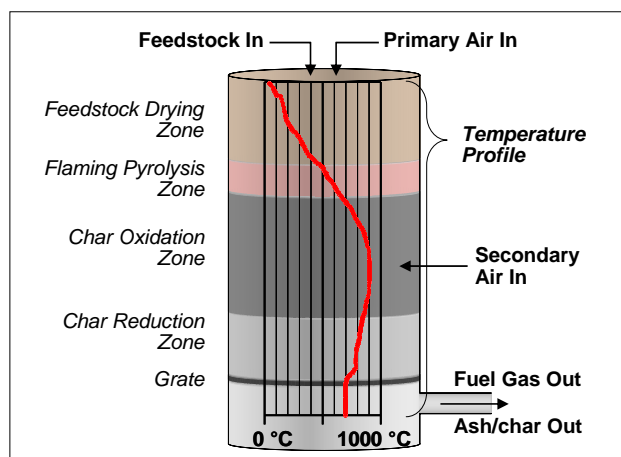 Feedstock In
Primary Air In
Feedstock Drying
Zone
Temperature
Profile
Flaming Pyrolysis
Zone
Char Oxidation
Zone
Secondary
Air In
Char Reduction
Zone
Grate
Fuel Gas Out
Ash/char Out
0 °C
1000 °C